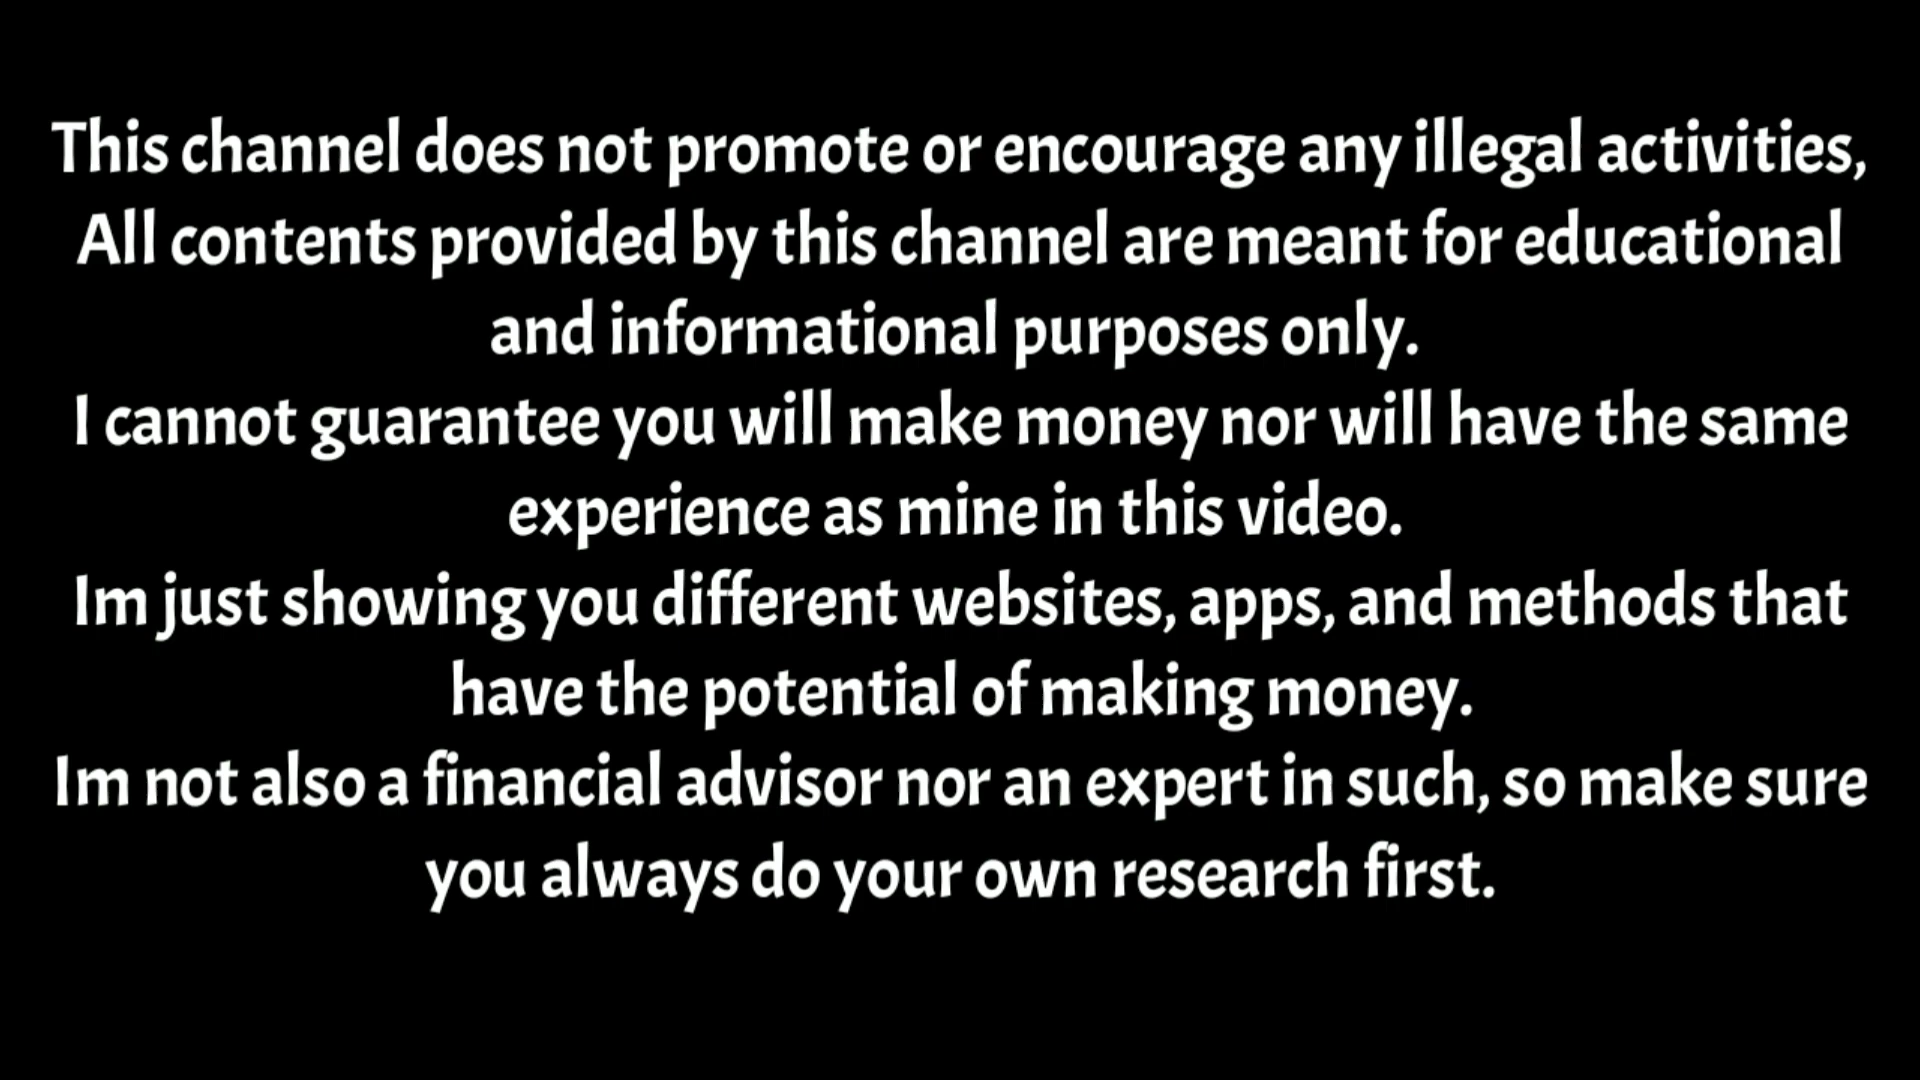 This channel does not promote or encourage any illegal activities,
All contents provided by this channel are meant for educational
and informational purposes only.
I cannot guarantee you will make money nor will have the same
experience as mine in this video.
Im just showing you different websites, apps, and methods that
have the potential of making money.
Im not also a financial advisor nor an expert in such, so make sure
you always do your own research first.